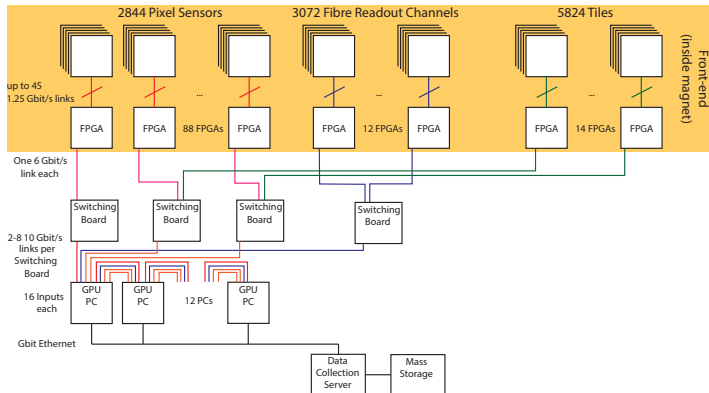 2844 Pixel Sensors
3072 Fibre Readout Channels
5824 Tiles
Front-end
(inside magnet)
up to 45
1.25 Gbit/s links
...
...
...
FPGA
FPGA
88 FPGAs
FPGA
FPGA
12 FPGAs
FPGA
FPGA
14 FPGAs
FPGA
One 6 Gbit/s
link each
Switching
Board
Switching
Board
Switching
Board
Switching
Board
2-8 10 Gbit/s
links per
Switching
Board
16 Inputs
each
GPU
PC
GPU
PC
12 PCs
GPU
PC
Gbit Ethernet
Data
Collection
Server
Mass
Storage